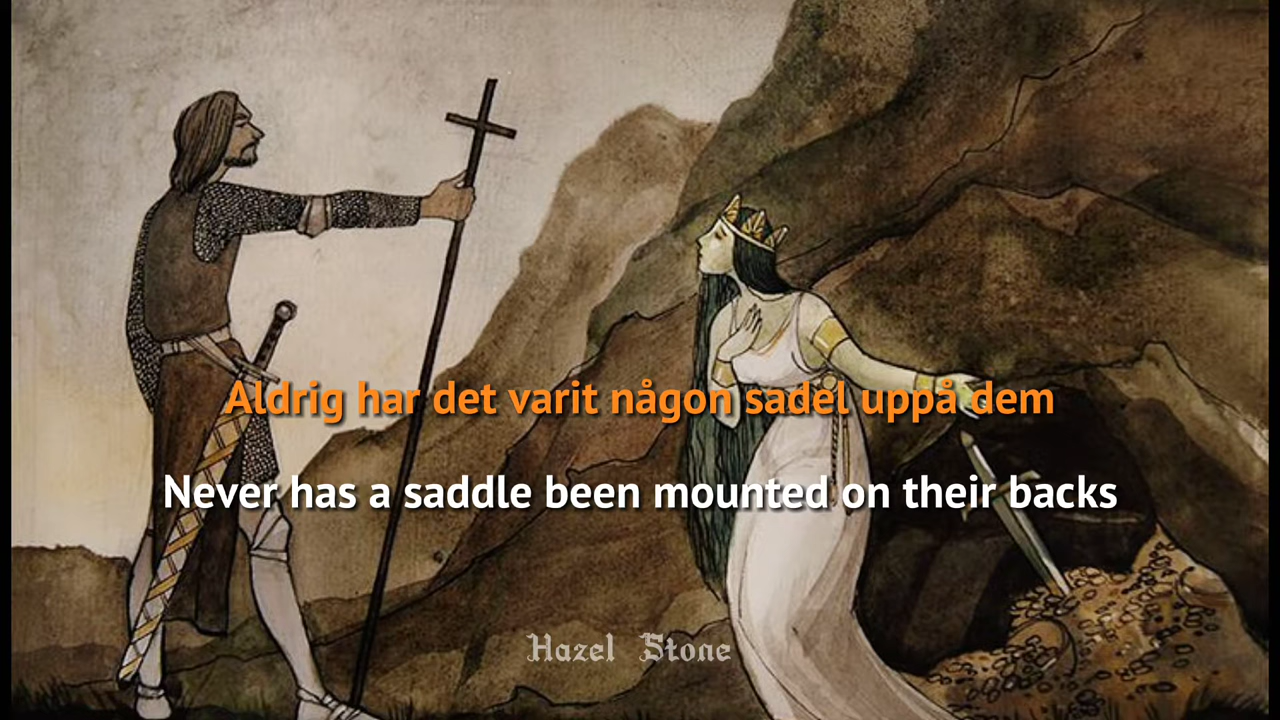 Aldrig har det varit någon sadel uppå dem
Never has a saddle been mounted on their backs
Hazel Stone